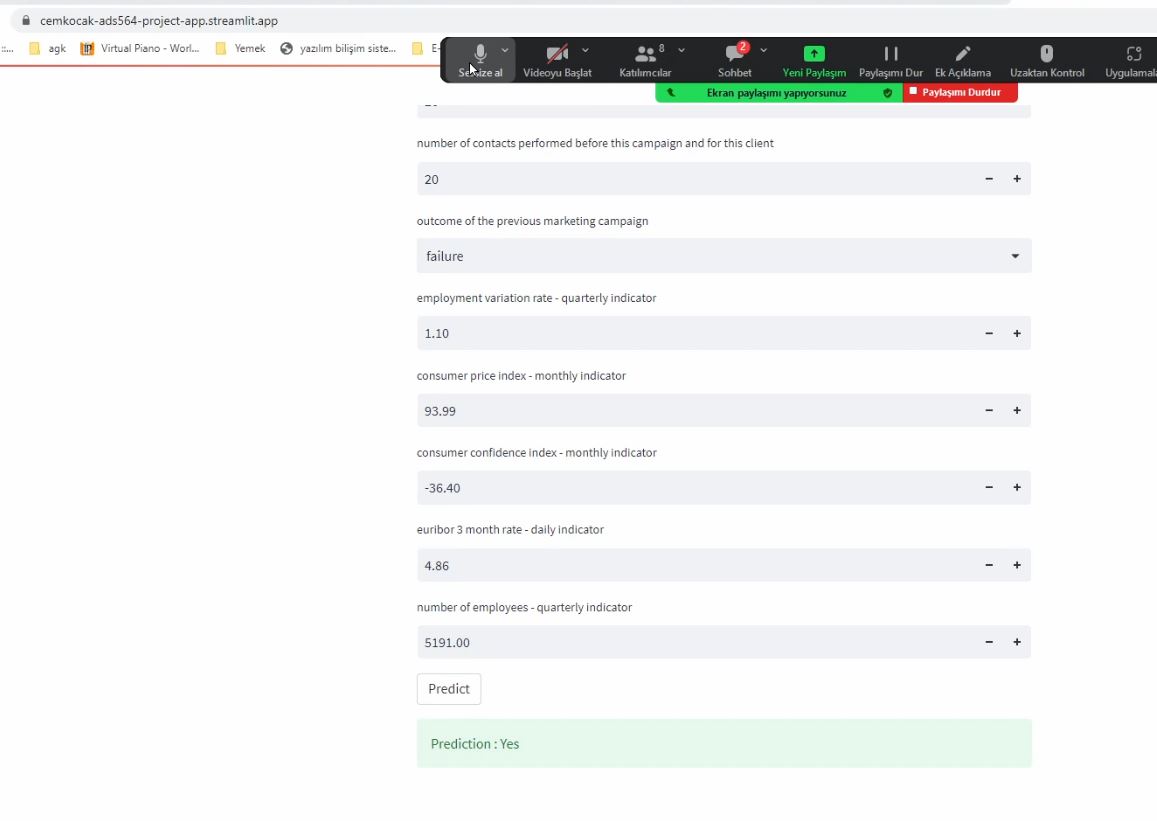 cemkocak-ads564-project-app.streamlit.app
agk Virtual Piano - Worl... Yemek yazılım bilişim siste... E-
Videoyu Başlat Katılımcılar 8 Sohbet 2 Yeni Paylaşım Paylaşımı Dur Ek Açıklama Uzaktan Kontrol Uygulamala
Ekran paylaşımı yapıyorsunuz Paylaşımı Durdur
number of contacts performed before this campaign and for this client
20
outcome of the previous marketing campaign
failure
employment variation rate - quarterly indicator
1.10
consumer price index - monthly indicator
93.99
consumer confidence index - monthly indicator
-36.40
euribor 3 month rate - daily indicator
4.86
number of employees - quarterly indicator
5191.00
Predict
Prediction : Yes